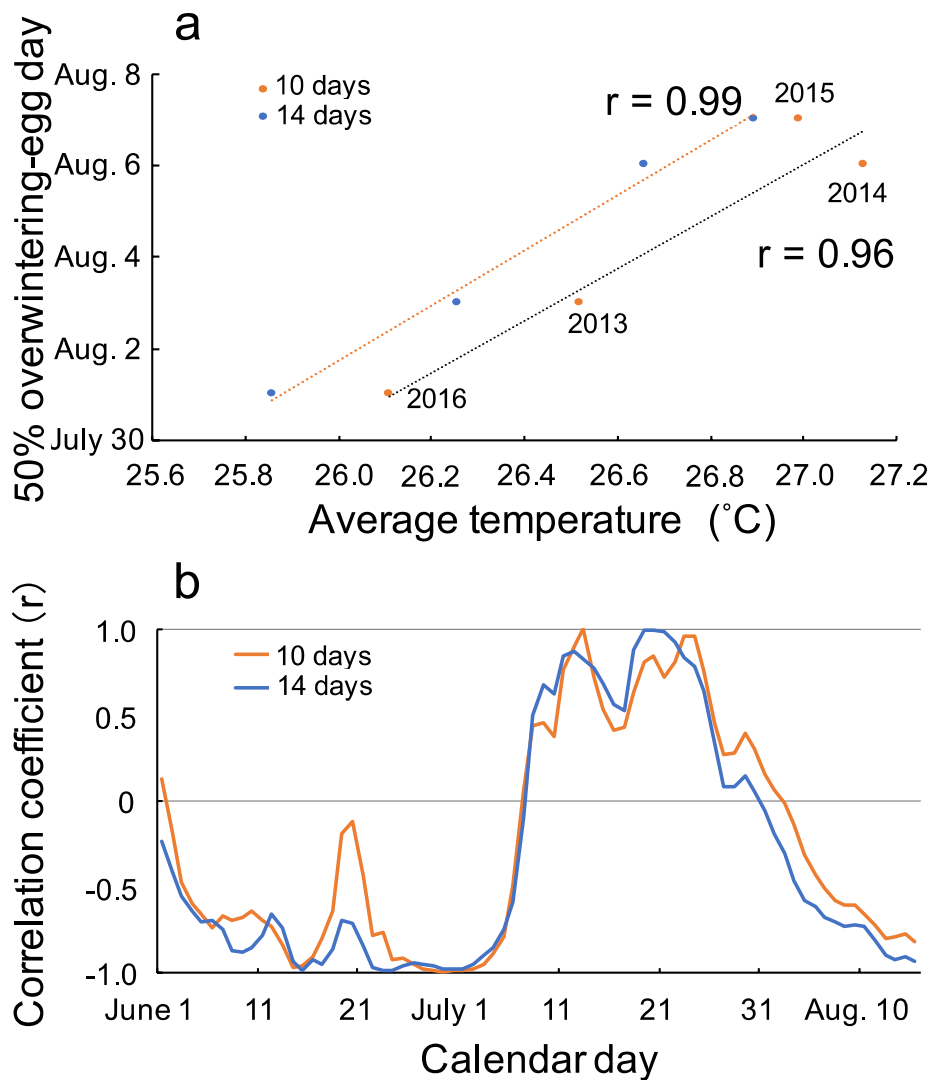 a
50% overwintering-egg day
Aug. 8
Aug. 6
Aug. 4
Aug. 2
July 30
10 days
14 days
r = 0.99
2015
2014
r = 0.96
2013
2016
25.6 25.8 26.0 26.2 26.4 26.6 26.8 27.0 27.2
Average temperature (˚C)
b
Correlation coefficient (r)
1.0
0.5
0
-0.5
-1.0
10 days
14 days
June 1 11 21 July 1 11 21 31 Aug. 10
Calendar day